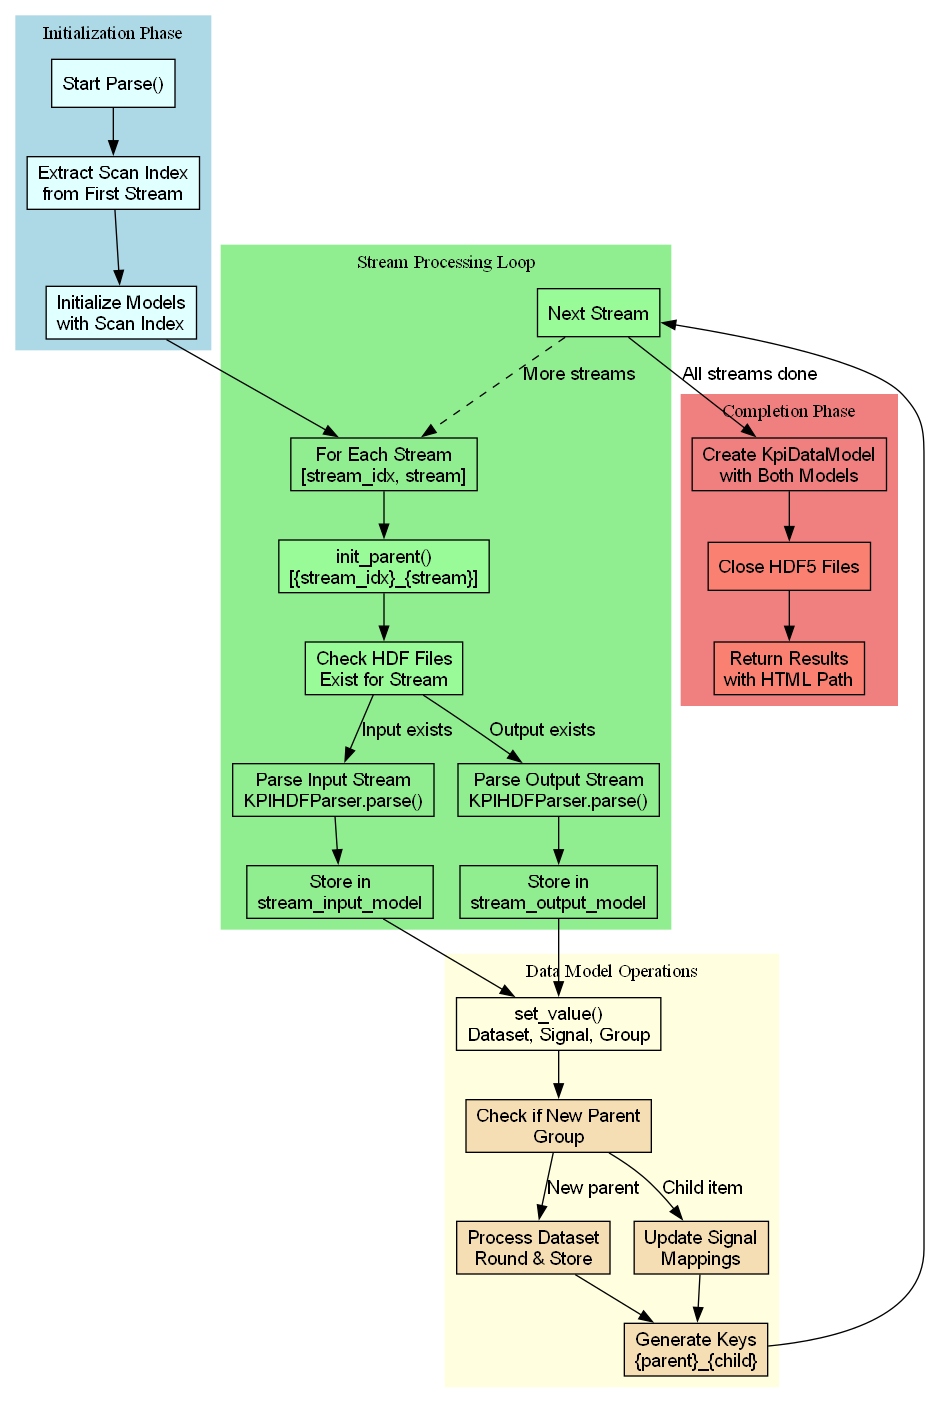 Initialization Phase
Start Parse()
Extract Scan Index
from First Stream
Initialize Models
with Scan Index
Stream Processing Loop
Next Stream
More streams
All streams done
For Each Stream
[stream_idx, stream]
init_parent()
[{stream_idx}_{stream}]
Check HDF Files
Exist for Stream
Input exists
Output exists
Parse Input Stream
KPIHDFParser.parse()
Parse Output Stream
KPIHDFParser.parse()
Store in
stream_input_model
Store in
stream_output_model
Completion Phase
Create KpiDataModel
with Both Models
Close HDF5 Files
Return Results
with HTML Path
Data Model Operations
set_value()
Dataset, Signal, Group
Check if New Parent
Group
New parent
Child item
Process Dataset
Round & Store
Update Signal
Mappings
Generate Keys
{parent}_{child}